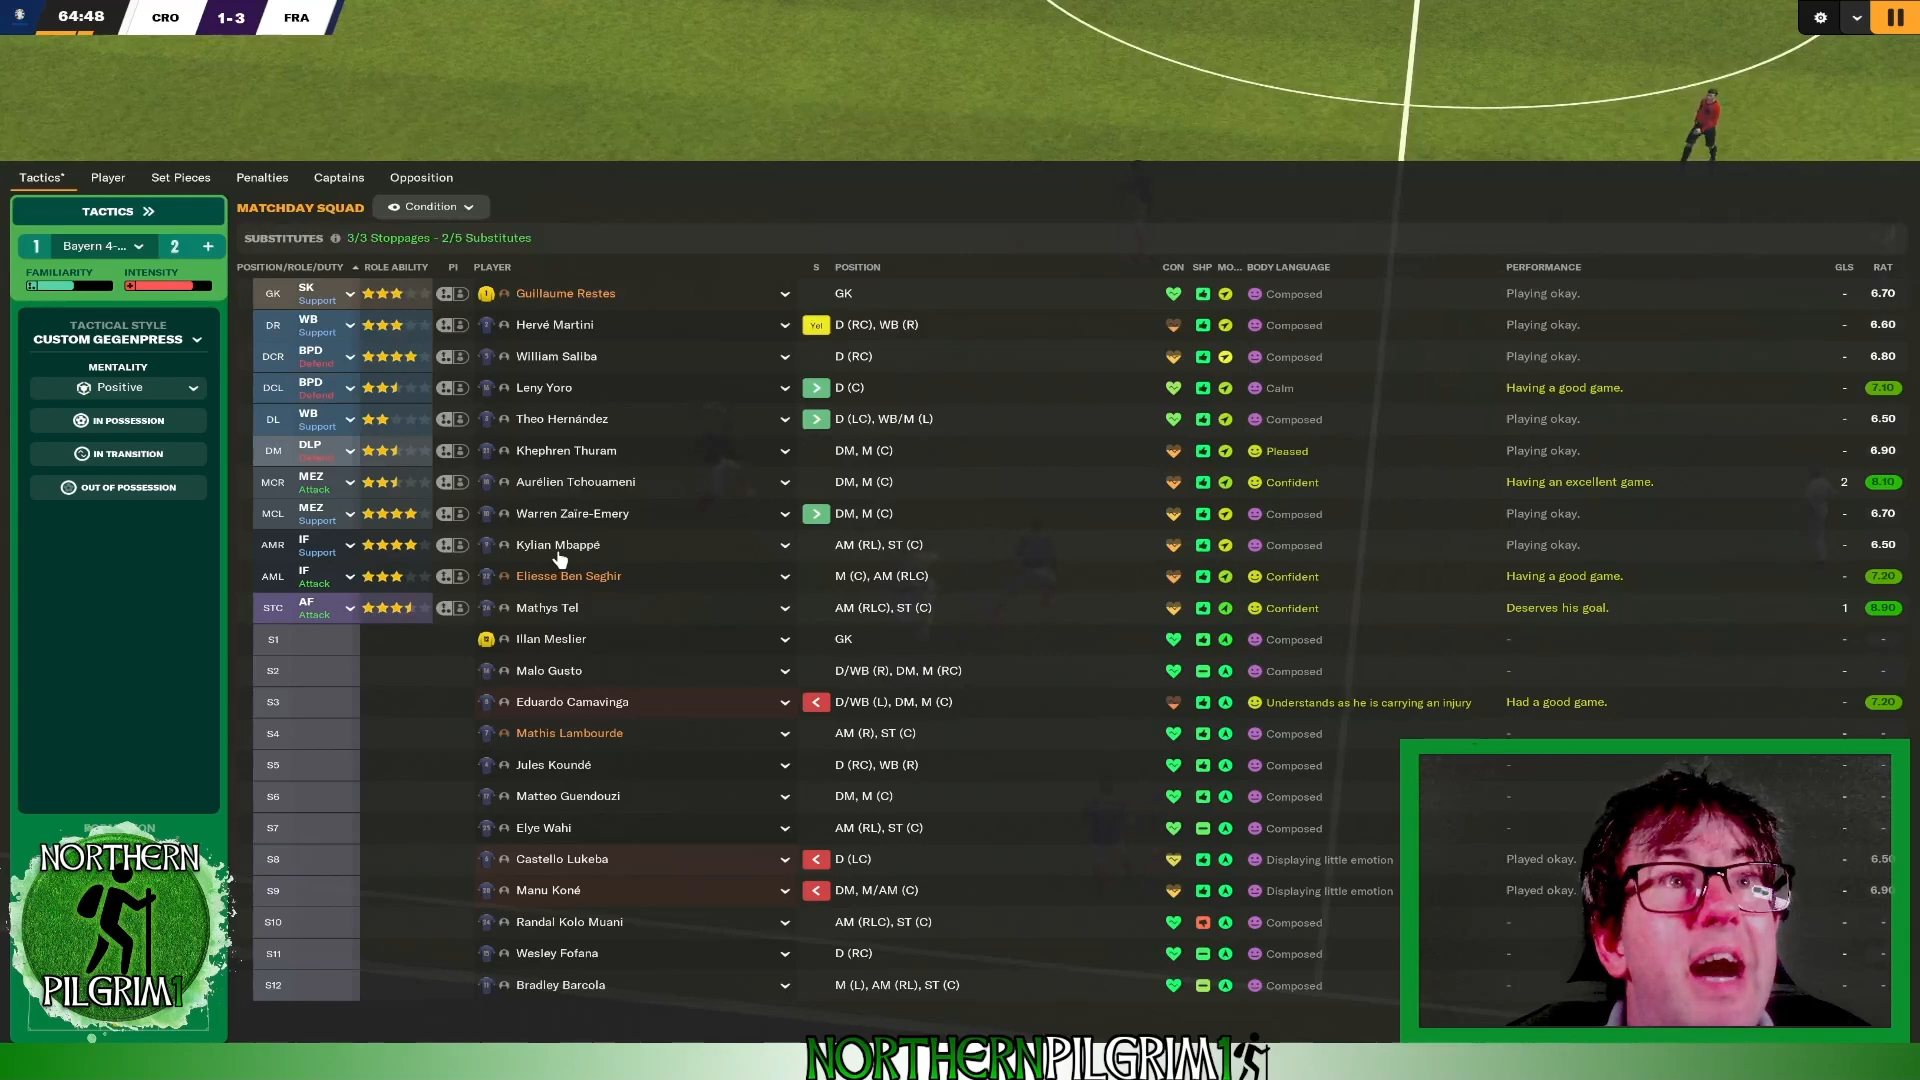 64:48 CRO 1-3 FRA
Tactics* Player Set Pieces Penalties Captains Opposition
TACTICS
MATCHDAY SQUAD Condition
SUBSTITUTES 3/3 Stoppages - 2/5 Substitutes
1 Bayern 4-... 2 +
FAMILIARITY INTENSITY
TACTICAL STYLE
CUSTOM GEGENPRESS
MENTALITY
Positive
IN POSSESSION
IN TRANSITION
OUT OF POSSESSION
POSITION/ROLE/DUTY ROLE ABILITY PI PLAYER S POSITION CON SHP MO... BODY LANGUAGE PERFORMANCE GLS RAT
GK SK Support 1 Guillaume Restes GK Composed Playing okay. - 6.70
DR WB Support 2 Hervé Martini Yel D (RC), WB (R) Composed Playing okay. - 6.60
DCR BPD Defend William Saliba D (RC) Composed Playing okay. - 6.80
DCL BPD Defend Leny Yoro D (C) Calm Having a good game. - 7.10
DL WB Support Theo Hernández D (LC), WB/M (L) Composed Playing okay. - 6.50
DM DLP Defend Khephren Thuram DM, M (C) Pleased Playing okay. - 6.90
MCR MEZ Attack Aurélien Tchouameni DM, M (C) Confident Having an excellent game. 2 8.10
MCL MEZ Support Warren Zaïre-Emery DM, M (C) Composed Playing okay. - 6.70
AMR IF Support Kylian Mbappé AM (RL), ST (C) Composed Playing okay. - 6.50
AML IF Attack Eliesse Ben Seghir M (C), AM (RLC) Confident Having a good game. - 7.20
STC AF Attack Mathys Tel AM (RLC), ST (C) Confident Deserves his goal. 1 8.90
S1 12 Illan Meslier GK Composed - - -
S2 Malo Gusto D/WB (R), DM, M (RC) Composed - - -
S3 Eduardo Camavinga D/WB (L), DM, M (C) Understands as he is carrying an injury Had a good game. - 7.20
S4 Mathis Lambourde AM (R), ST (C) Composed - - -
S5 Jules Koundé D (RC), WB (R) Composed -
S6 Matteo Guendouzi DM, M (C) Composed -
S7 Elye Wahi AM (RL), ST (C) Composed -
S8 Castello Lukeba D (LC) Displaying little emotion Played okay. - 6.50
S9 Manu Koné DM, M/AM (C) Displaying little emotion Played okay. - 6.90
S10 Randal Kolo Muani AM (RLC), ST (C) Composed -
S11 Wesley Fofana D (RC) Composed -
S12 Bradley Barcola M (L), AM (RL), ST (C) Composed -
NORTHERN
PILGRIM1
NORTHERNPILGRIM1